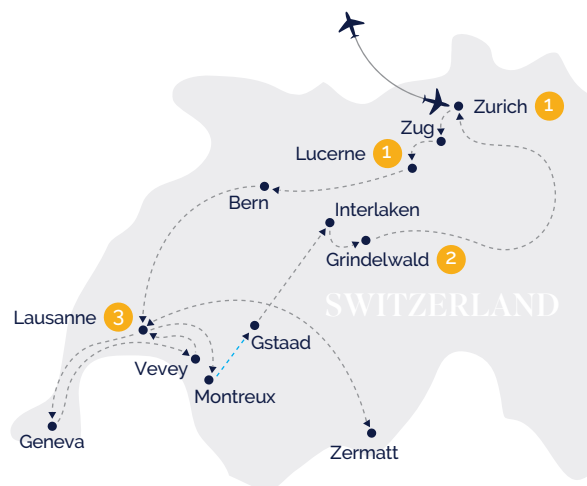 Zurich 1
Zug
Lucerne 1
Bern
Interlaken
Grindelwald 2
SWITZERLAND
Lausanne 3
Gstaad
Vevey
Montreux
Geneva
Zermatt